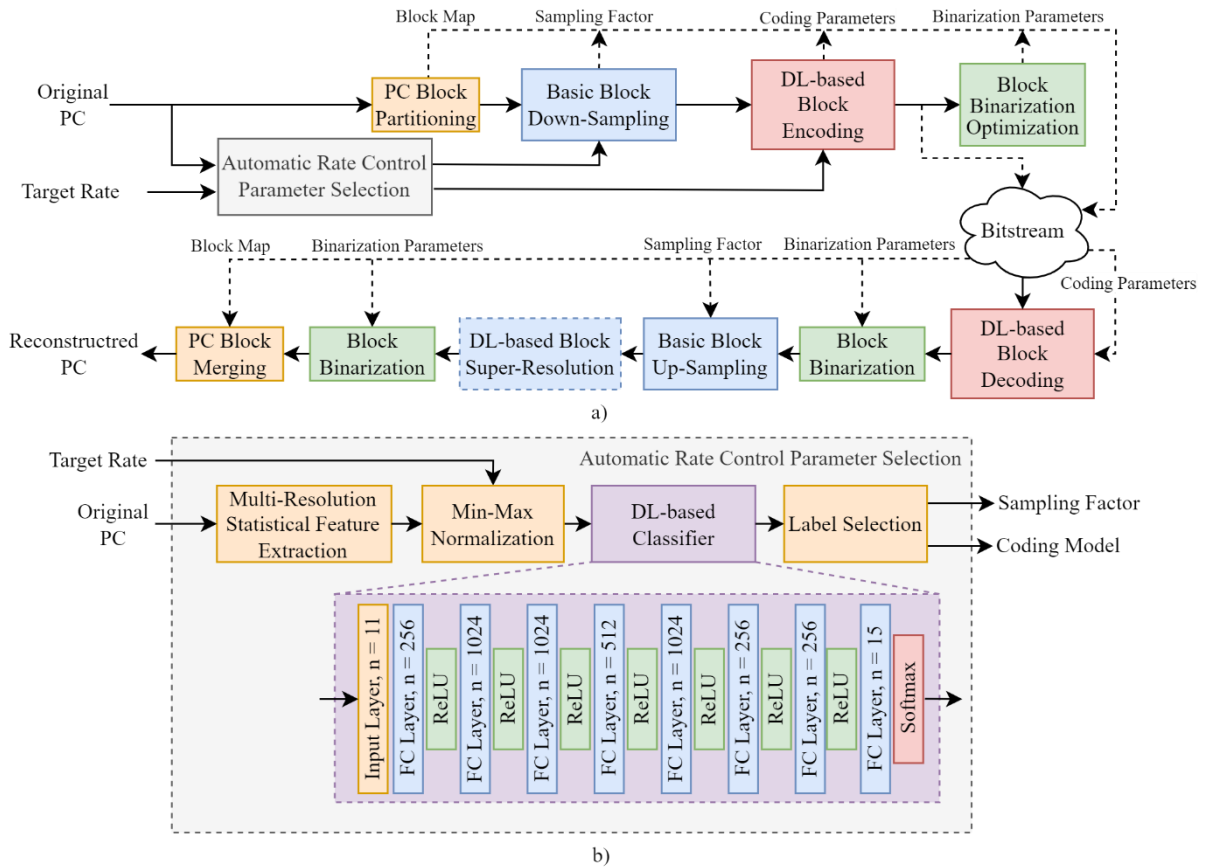 Block Map
Sampling Factor
Coding Parameters
Binarization Parameters
Original
PC
PC Block
Partitioning
Basic Block
Down-Sampling
DL-based
Block
Encoding
Block
Binarization
Optimization
Automatic Rate Control
Parameter Selection
Target Rate
Bitstream
Block Map
Binarization Parameters
Sampling Factor
Binarization Parameters
Coding Parameters
Reconstructred
PC
PC Block
Merging
Block
Binarization
DL-based Block
Super-Resolution
Basic Block
Up-Sampling
Block
Binarization
DL-based
Block
Decoding
a)
Target Rate
Automatic Rate Control Parameter Selection
Original
PC
Multi-Resolution
Statistical Feature
Extraction
Min-Max
Normalization
DL-based
Classifier
Label Selection
Sampling Factor
Coding Model
Input Layer, n = 11
FC Layer, n = 256
ReLU
FC Layer, n = 1024
ReLU
FC Layer, n = 1024
ReLU
FC Layer, n = 512
ReLU
FC Layer, n = 1024
ReLU
FC Layer, n = 256
ReLU
FC Layer, n = 256
ReLU
FC Layer, n = 15
Softmax
b)